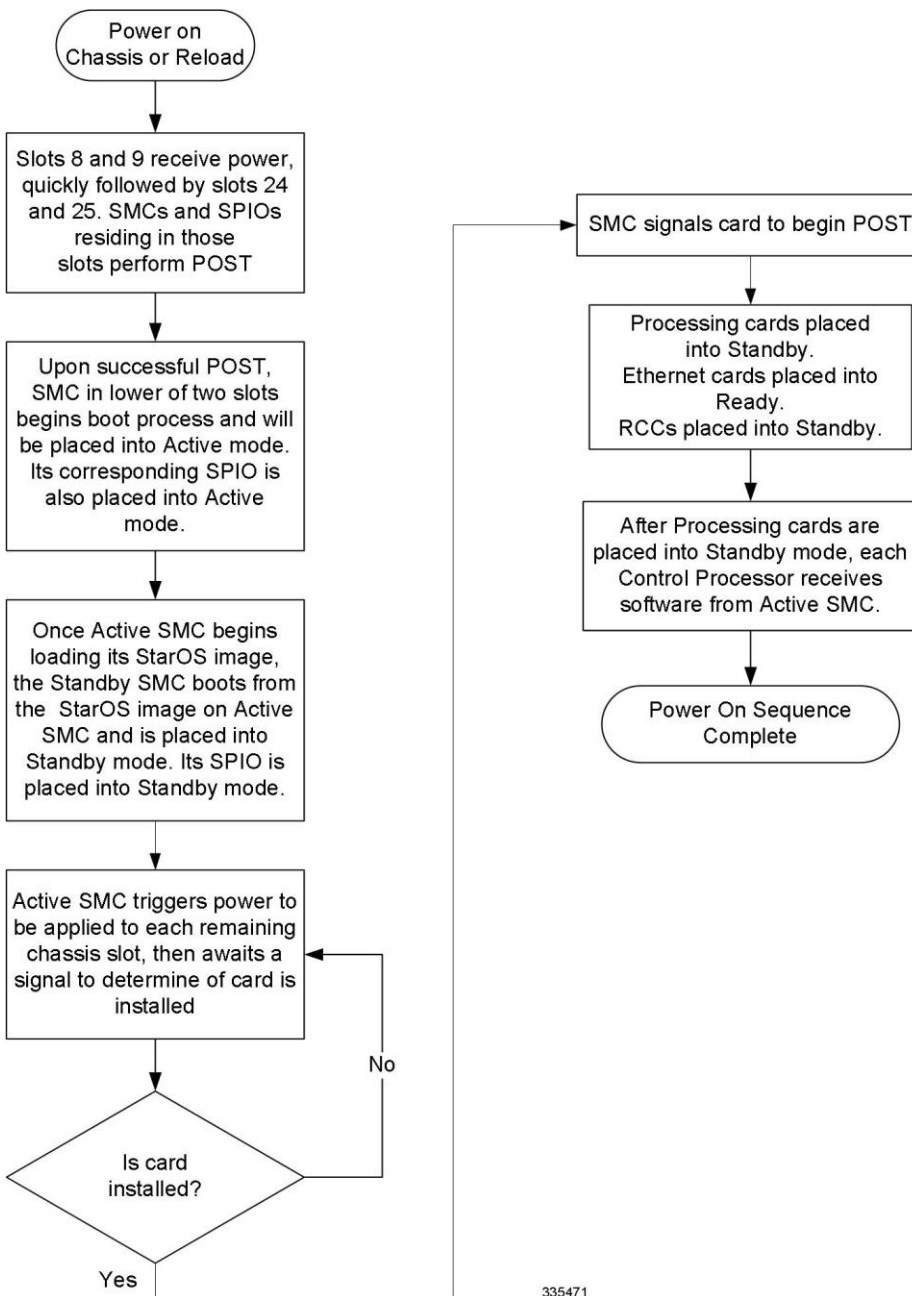 Power on
Chassis or Reload
Slots 8 and 9 receive power,
quickly followed by slots 24
and 25. SMCs and SPIOs
residing in those
slots perform POST
Upon successful POST,
SMC in lower of two slots
begins boot process and will
be placed into Active mode.
Its corresponding SPIO is
also placed into Active
mode.
Once Active SMC begins
loading its StarOS image,
the Standby SMC boots from
the StarOS image on Active
SMC and is placed into
Standby mode. Its SPIO is
placed into Standby mode.
Active SMC triggers power to
be applied to each remaining
chassis slot, then awaits a
signal to determine of card is
installed
No
Is card
installed?
Yes
SMC signals card to begin POST
Processing cards placed
into Standby.
Ethernet cards placed into
Ready.
RCCs placed into Standby.
After Processing cards are
placed into Standby mode, each
Control Processor receives
software from Active SMC.
Power On Sequence
Complete
335471